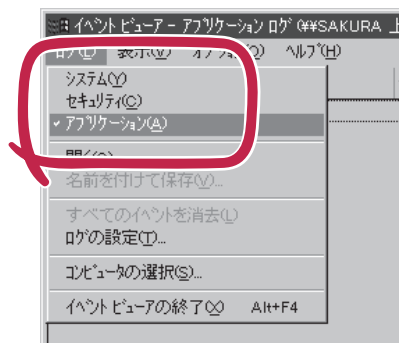 イベント ビューア - アプリケーション ログ (¥¥SAKURA 上
ログ(L) 表示(V) オプション(O) ヘルプ(H)
システム(Y)
セキュリティ(C)
アプリケーション(A)
開く(O)...
名前を付けて保存(V)...
すべてのイベントを消去(L)
ログの設定(T)...
コンピュータの選択(S)...
イベント ビューアの終了(X) Alt+F4